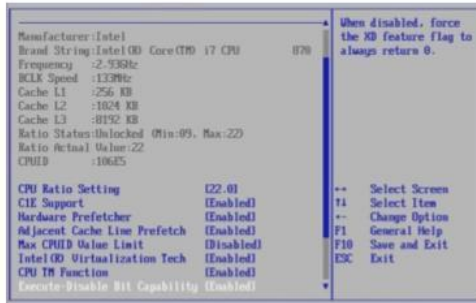 Manufacturer:Intel
Brand String:Intel(R) Core(TM) i7 CPU 870
Frequency :2.93GHz
BCLK Speed :133MHz
Cache L1 :256 KB
Cache L2 :1024 KB
Cache L3 :8192 KB
Ratio Status:Unlocked (Min:09, Max:22)
Ratio Actual Value:22
CPUID :106E5
CPU Ratio Setting [22.0]
C1E Support [Enabled]
Hardware Prefetcher [Enabled]
Adjacent Cache Line Prefetch [Enabled]
Max CPUID Value Limit [Disabled]
Intel(R) Virtualization Tech [Enabled]
CPU TM Function [Enabled]
Execute-Disable Bit Capability [Enabled]
When disabled, force
the XD feature flag to
always return 0.
↔ Select Screen
↑↓ Select Item
+- Change Option
F1 General Help
F10 Save and Exit
ESC Exit